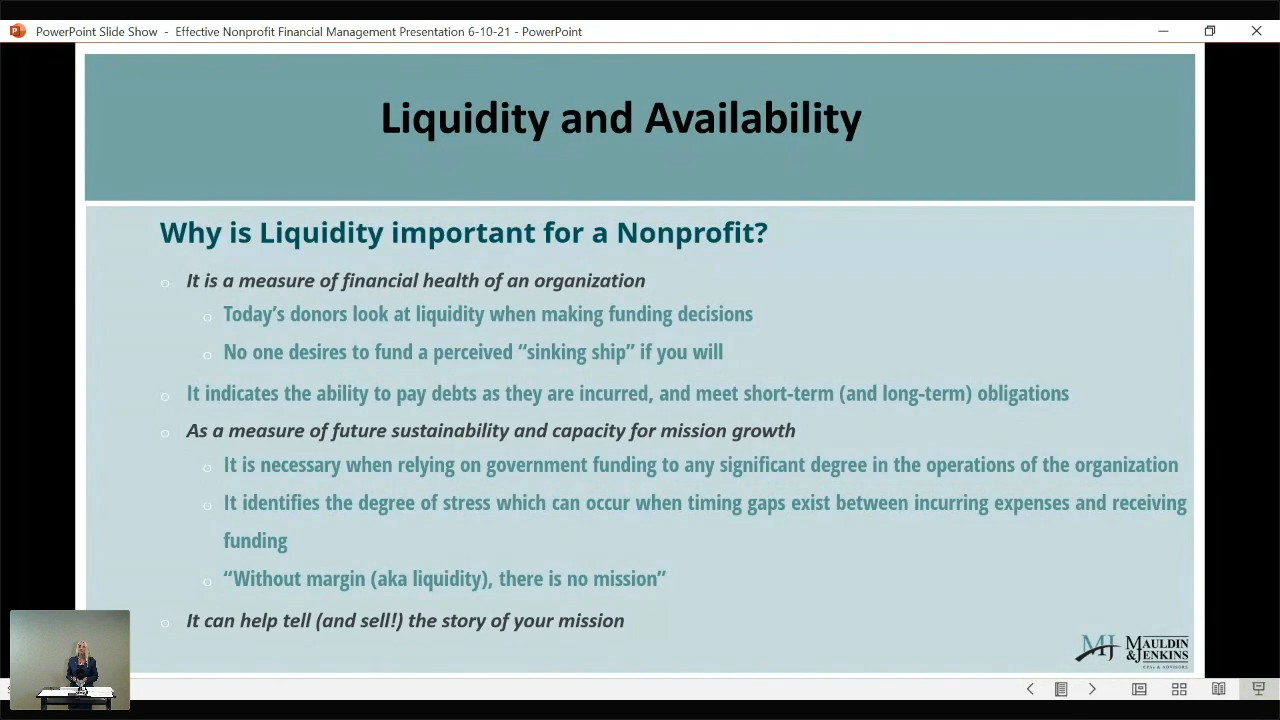 PowerPoint Slide Show - Effective Nonprofit Financial Management Presentation 6-10-21 - PowerPoint
Liquidity and Availability
Why is Liquidity important for a Nonprofit?
It is a measure of financial health of an organization
Today's donors look at liquidity when making funding decisions
No one desires to fund a perceived “sinking ship” if you will
It indicates the ability to pay debts as they are incurred, and meet short-term (and long-term) obligations
As a measure of future sustainability and capacity for mission growth
It is necessary when relying on government funding to any significant degree in the operations of the organization
It identifies the degree of stress which can occur when timing gaps exist between incurring expenses and receiving
funding
“Without margin (aka liquidity), there is no mission”
It can help tell (and sell!) the story of your mission
MJ MAULDIN
& JENKINS
CPAs & ADVISORS